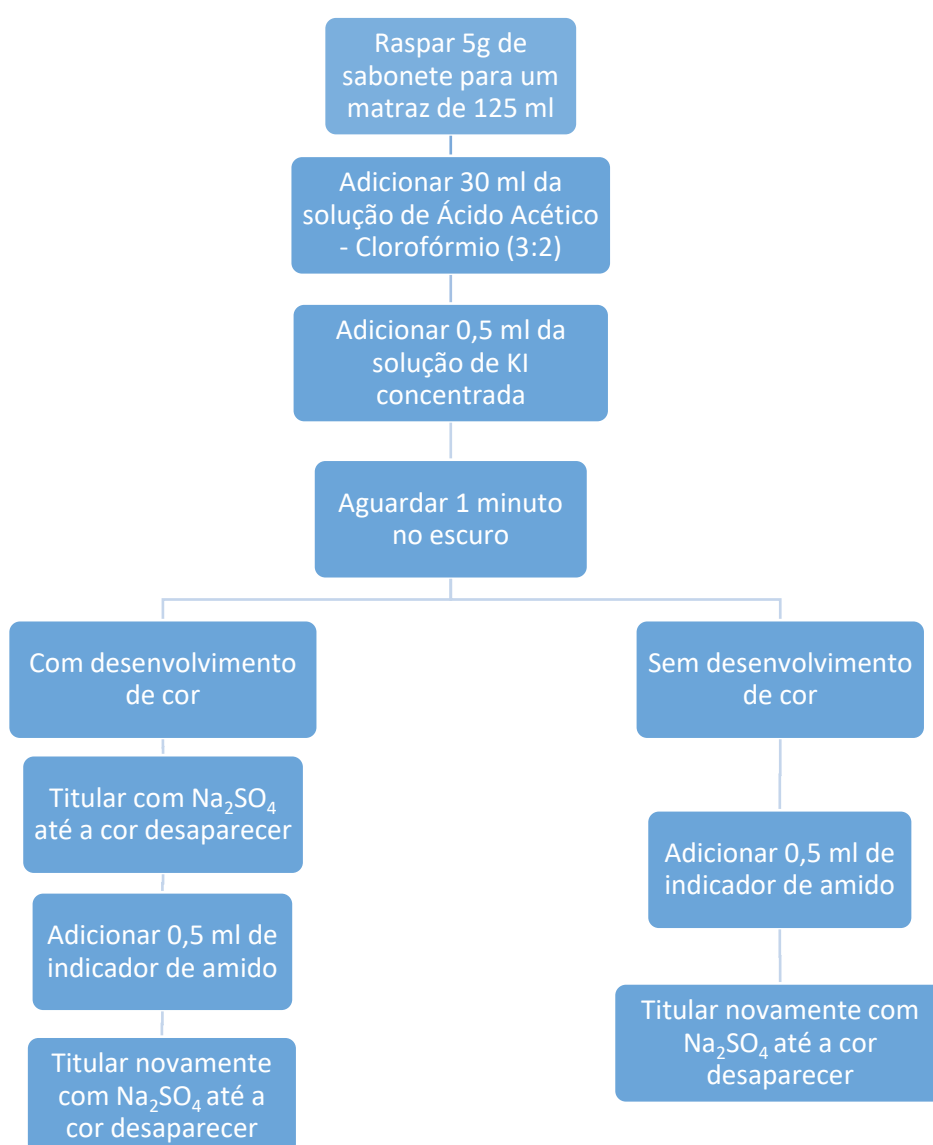 Raspar 5g de
sabonete para um
matraz de 125 ml
Adicionar 30 ml da
solução de Ácido Acético
- Clorofórmio (3:2)
Adicionar 0,5 ml da
solução de KI
concentrada
Aguardar 1 minuto
no escuro
Com desenvolvimento
de cor
Titular com Na₂SO₄
até a cor desaparecer
Adicionar 0,5 ml de
indicador de amido
Titular novamente
com Na₂SO₄ até a
cor desaparecer
Sem desenvolvimento
de cor
Adicionar 0,5 ml de
indicador de amido
Titular novamente com
Na₂SO₄ até a cor
desaparecer